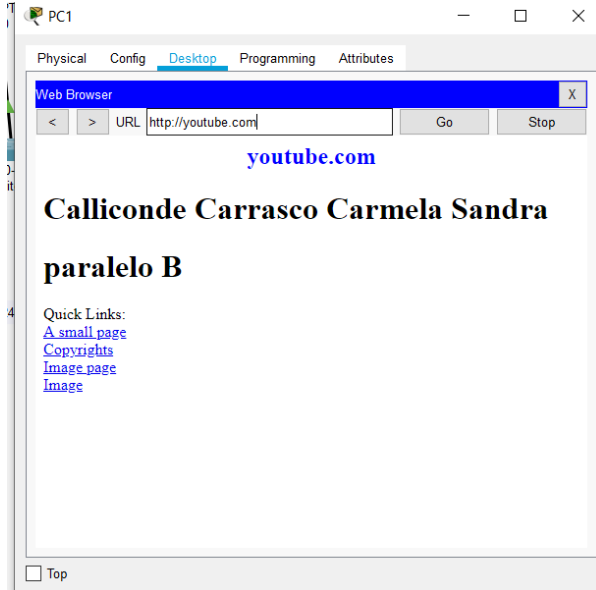 PC1
Physical Config Desktop Programming Attributes
Web Browser X
< > URL http://youtube.com Go Stop
youtube.com
Calliconde Carrasco Carmela Sandra
paralelo B
Quick Links:
A small page
Copyrights
Image page
Image
Top